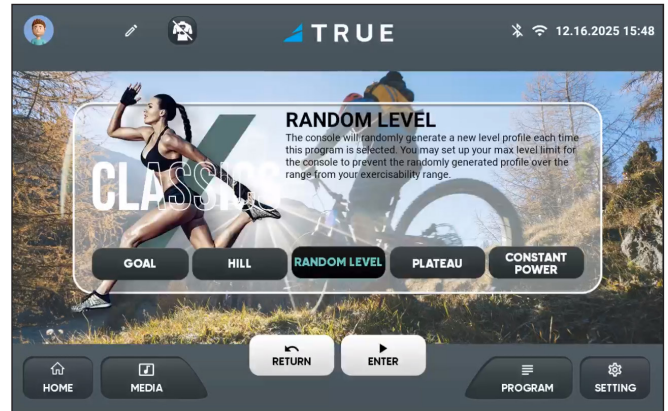 TRUE
12.16.2025 15:48
RANDOM LEVEL
The console will randomly generate a new level profile each time
this program is selected. You may set up your max level limit for
the console to prevent the randomly generated profile over the
range from your exercisability range.
CLASSICS
GOAL
HILL
RANDOM LEVEL
PLATEAU
CONSTANT
POWER
RETURN
ENTER
HOME
MEDIA
PROGRAM
SETTING